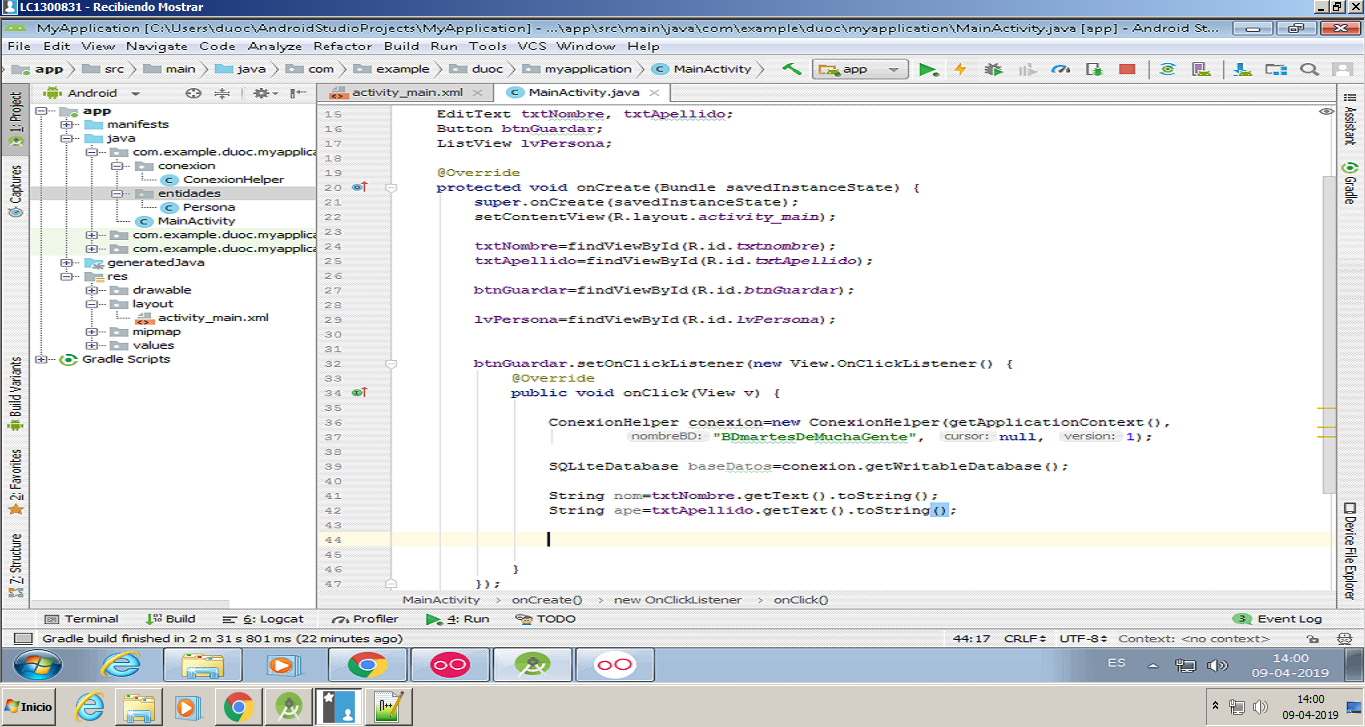 LC1300831 - Recibiendo Mostrar
MyApplication [C:\Users\duoc\AndroidStudioProjects\MyApplication] - ...\app\src\main\java\com\example\duoc\myapplication\MainActivity.java [app] - Android St...
File Edit View Navigate Code Analyze Refactor Build Run Tools VCS Window Help
app src main java com example duoc myapplication MainActivity app
Android activity_main.xml MainActivity.java
1: Project
Captures
Build Variants
2: Favorites
Z: Structure
app
manifests
java
com.example.duoc.myapplica
conexion
ConexionHelper
entidades
Persona
MainActivity
com.example.duoc.myapplica
com.example.duoc.myapplica
generatedJava
res
drawable
layout
activity_main.xml
mipmap
values
Gradle Scripts
15 EditText txtNombre, txtApellido;
16 Button btnGuardar;
17 ListView lvPersona;
18
19 @Override
20 protected void onCreate(Bundle savedInstanceState) {
21 super.onCreate(savedInstanceState);
22 setContentView(R.layout.activity_main);
23
24 txtNombre=findViewById(R.id.txtnombre);
25 txtApellido=findViewById(R.id.txtApellido);
26
27 btnGuardar=findViewById(R.id.btnGuardar);
28
29 lvPersona=findViewById(R.id.lvPersona);
30
31
32 btnGuardar.setOnClickListener(new View.OnClickListener() {
33 @Override
34 public void onClick(View v) {
35
36 ConexionHelper conexion=new ConexionHelper(getApplicationContext(),
37 nombreBD: "BDmartesDeMuchaGente", cursor: null, version: 1);
38
39 SQLiteDatabase baseDatos=conexion.getWritableDatabase();
40
41 String nom=txtNombre.getText().toString();
42 String ape=txtApellido.getText().toString();
43
44
45
46 }
47 });
MainActivity > onCreate() > new OnClickListener > onClick()
Assistant
Gradle
Device File Explorer
Terminal Build 6: Logcat Profiler 4: Run TODO 3 Event Log
Gradle build finished in 2 m 31 s 801 ms (22 minutes ago) 44:17 CRLF UTF-8 Context: <no context>
ES 14:00
09-04-2019
Inicio 14:00
09-04-2019